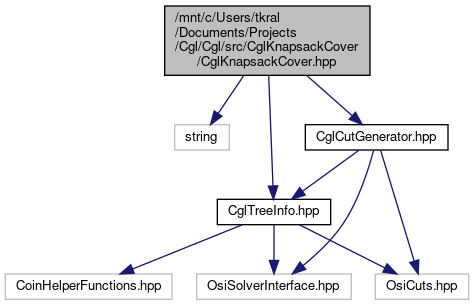 /mnt/c/Users/tkral
/Documents/Projects
/Cgl/Cgl/src/CglKnapsackCover
/CglKnapsackCover.hpp
string
CglCutGenerator.hpp
CglTreeInfo.hpp
CoinHelperFunctions.hpp
OsiSolverInterface.hpp
OsiCuts.hpp